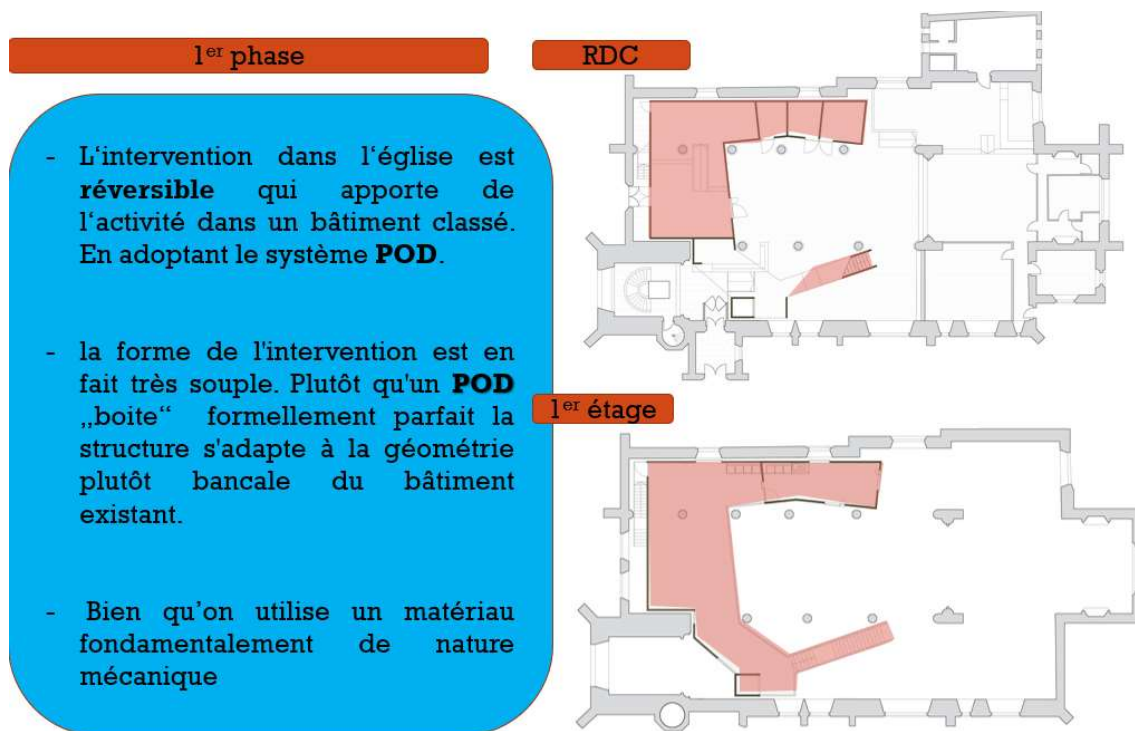 1er phase
- L‘intervention dans l‘église est
réversible qui apporte de
l‘activité dans un bâtiment classé.
En adoptant le système POD.
- la forme de l'intervention est en
fait très souple. Plutôt qu'un POD
„boite“ formellement parfait la
structure s'adapte à la géométrie
plutôt bancale du bâtiment
existant.
- Bien qu’on utilise un matériau
fondamentalement de nature
mécanique
RDC
1er étage